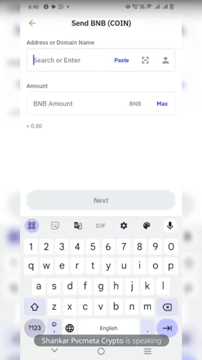 6:40
Send BNB (COIN)
Address or Domain Name
Search or Enter Paste
Amount
BNB Amount BNB Max
≈ 0.00
Next
GIF
1 2 3 4 5 6 7 8 9 0
q w e r t y u i o p
a s d f g h j k l
z x c v b n m
?123 , English .
Shankar Pvcmeta Crypto is speaking